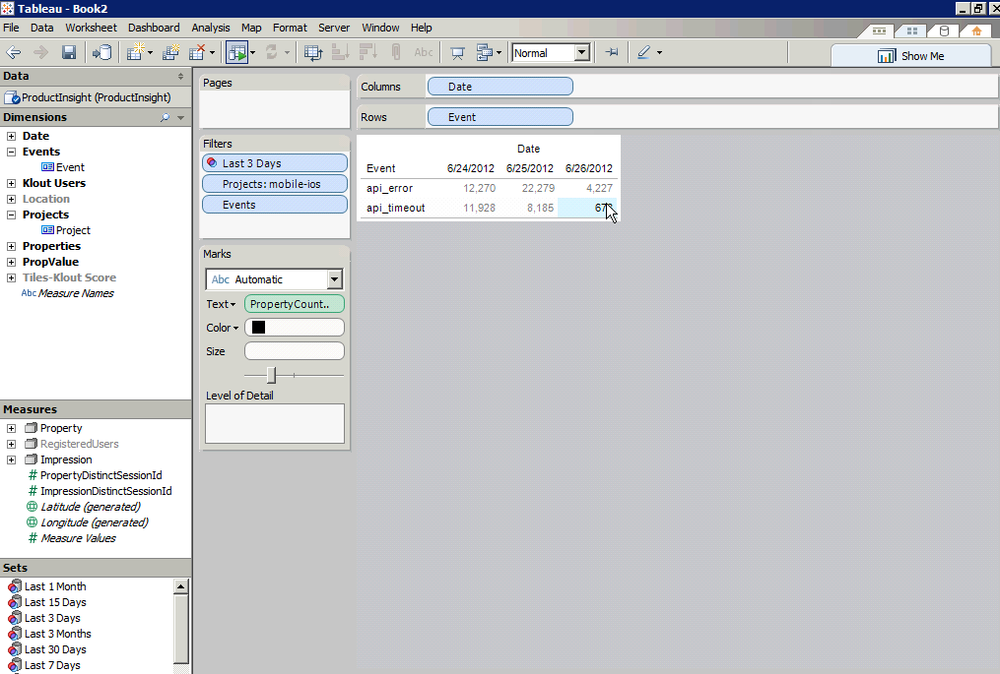 Tableau - Book2
File Data Worksheet Dashboard Analysis Map Format Server Window Help
Abc Normal
Show Me
Data
ProductInsight (ProductInsight)
Dimensions
Date
Events
Event
Klout Users
Location
Projects
Project
Properties
PropValue
Tiles-Klout Score
Abc Measure Names
Measures
Property
RegisteredUsers
Impression
# PropertyDistinctSessionId
# ImpressionDistinctSessionId
Latitude (generated)
Longitude (generated)
# Measure Values
Sets
Last 1 Month
Last 15 Days
Last 3 Days
Last 3 Months
Last 30 Days
Last 7 Days
Pages
Filters
Last 3 Days
Projects: mobile-ios
Events
Marks
Abc Automatic
Text PropertyCount..
Color
Size
Level of Detail
Columns Date
Rows Event
Date
Event 6/24/2012 6/25/2012 6/26/2012
api_error 12,270 22,279 4,227
api_timeout 11,928 8,185